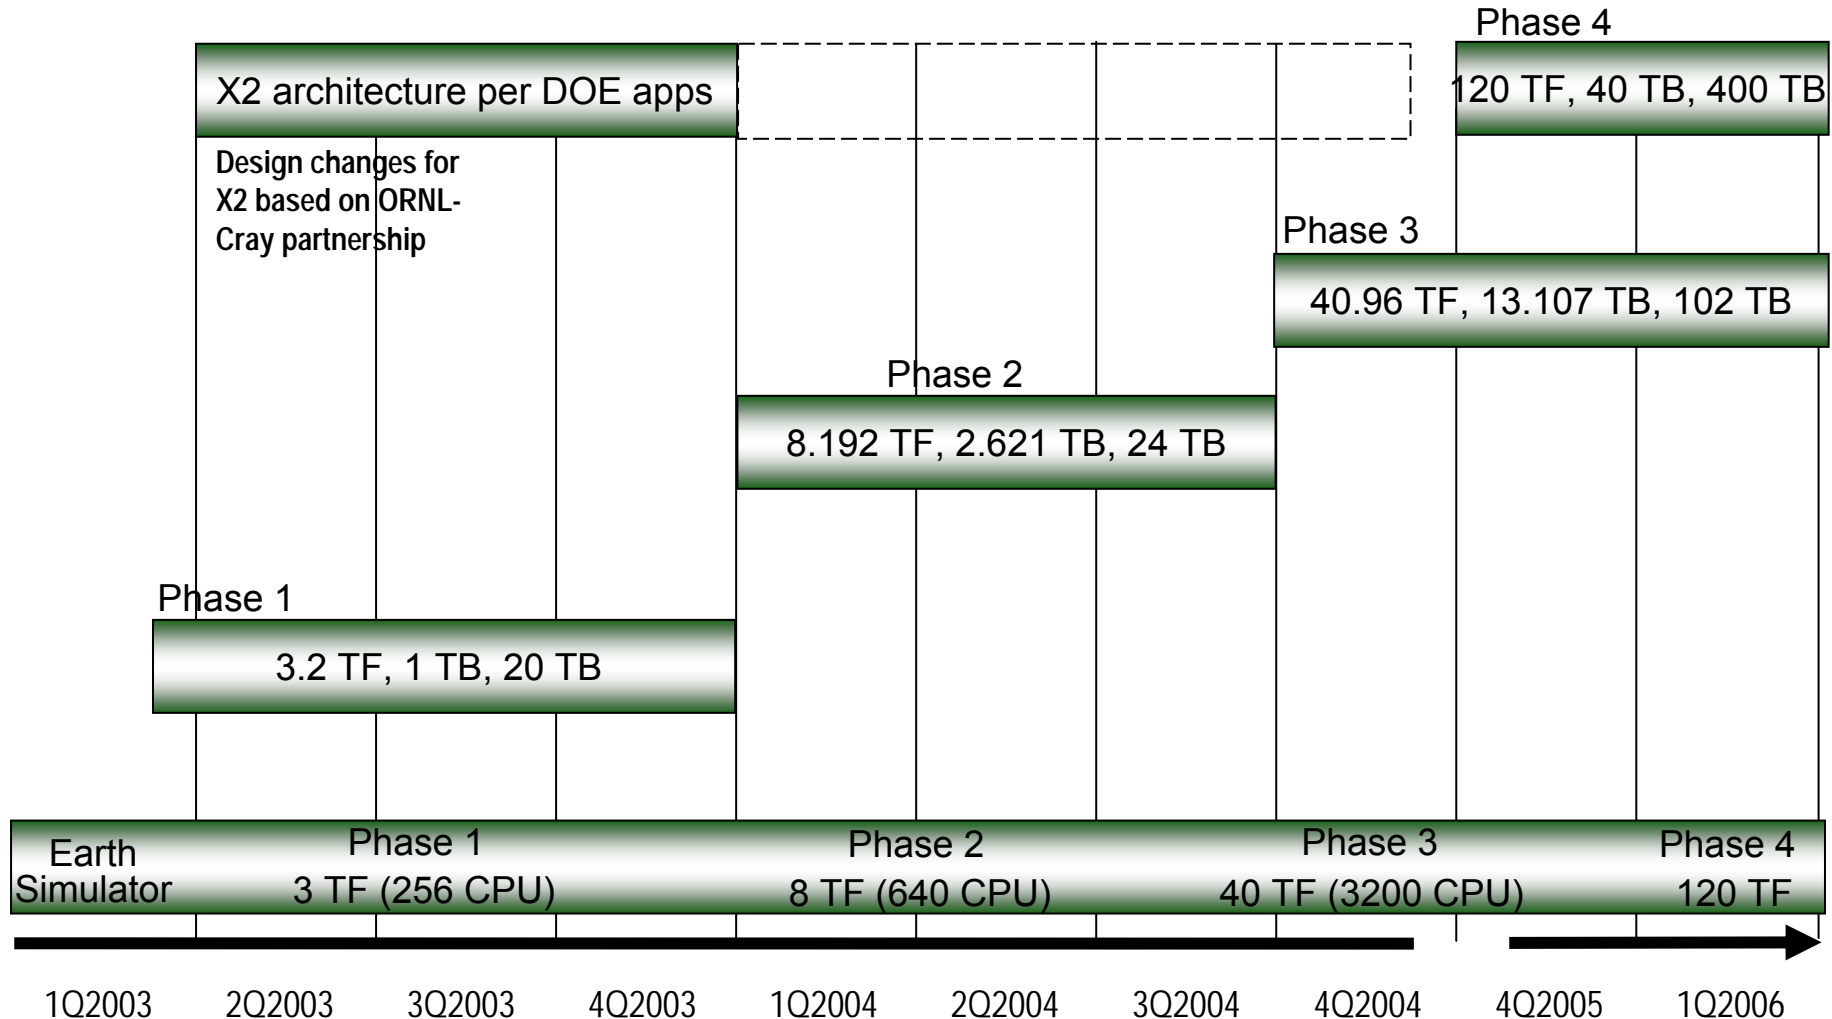 Phase 4
X2 architecture per DOE apps
120 TF, 40 TB, 400 TB
Design changes for
X2 based on ORNL-
Cray partnership
Phase 3
40.96 TF, 13.107 TB, 102 TB
Phase 2
8.192 TF, 2.621 TB, 24 TB
Phase 1
3.2 TF, 1 TB, 20 TB
Earth
Simulator
Phase 1
3 TF (256 CPU)
Phase 2
8 TF (640 CPU)
Phase 3
40 TF (3200 CPU)
Phase 4
120 TF
1Q2003 2Q2003 3Q2003 4Q2003 1Q2004 2Q2004 3Q2004 4Q2004 4Q2005 1Q2006